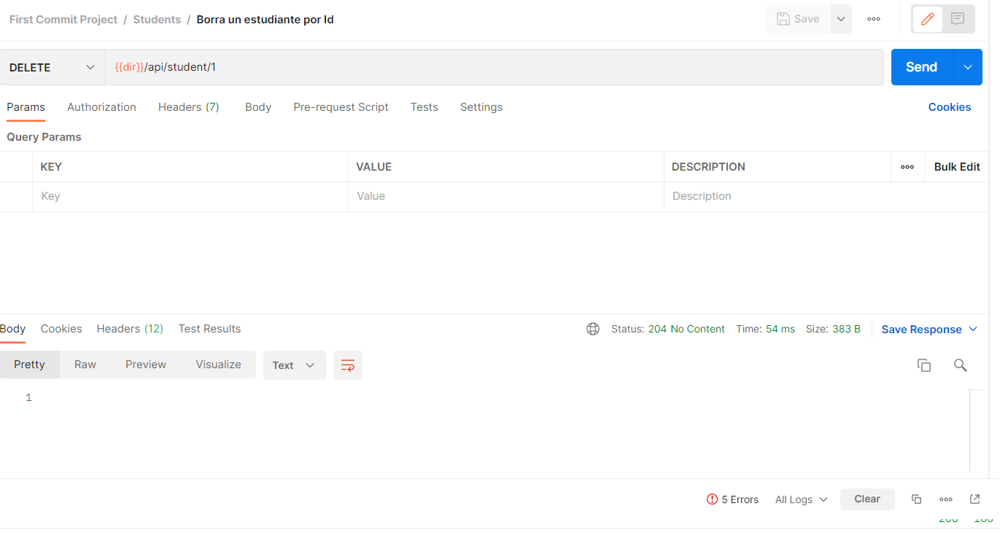 First Commit Project / Students / Borra un estudiante por Id
Save
DELETE {{dir}}/api/student/1 Send
Params Authorization Headers (7) Body Pre-request Script Tests Settings Cookies
Query Params
KEY VALUE DESCRIPTION Bulk Edit
Key Value Description
Body Cookies Headers (12) Test Results Status: 204 No Content Time: 54 ms Size: 383 B Save Response
Pretty Raw Preview Visualize Text
1
5 Errors All Logs Clear